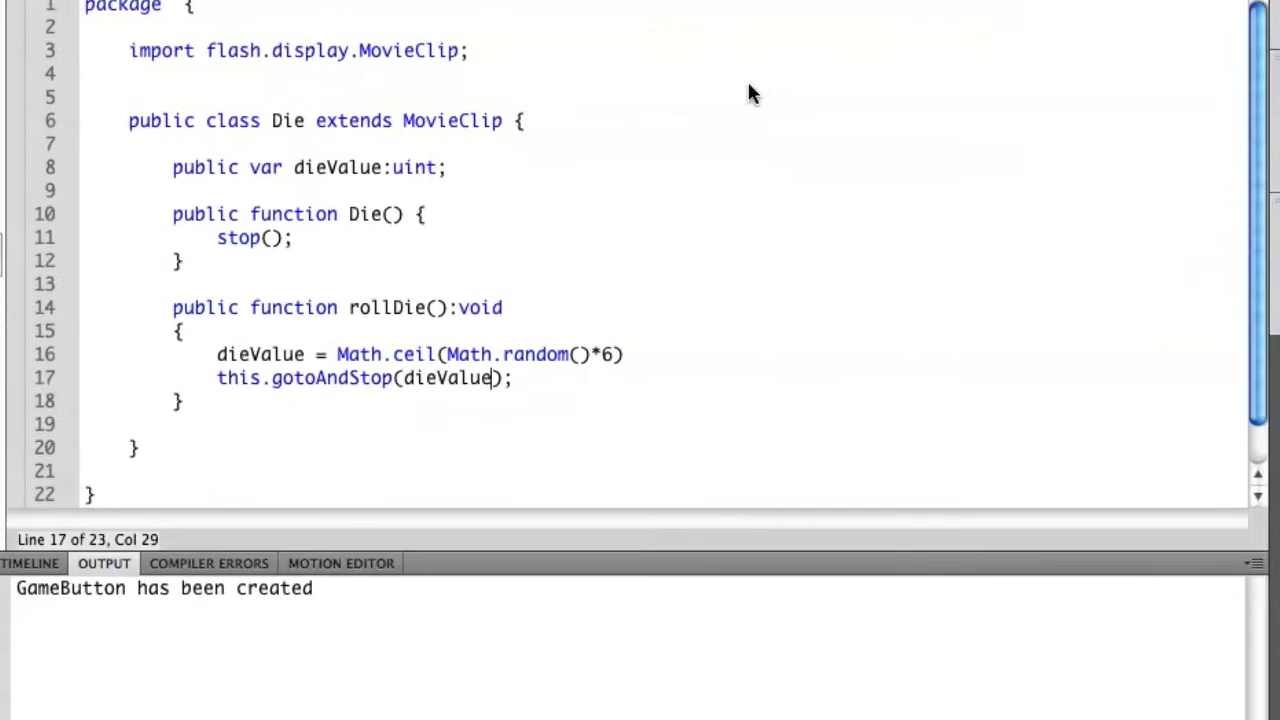 1 package {
2
3 import flash.display.MovieClip;
4
5
6 public class Die extends MovieClip {
7
8 public var dieValue:uint;
9
10 public function Die() {
11 stop();
12 }
13
14 public function rollDie():void
15 {
16 dieValue = Math.ceil(Math.random()*6)
17 this.gotoAndStop(dieValue);
18 }
19
20 }
21
22 }
Line 17 of 23, Col 29
TIMELINE OUTPUT COMPILER ERRORS MOTION EDITOR
GameButton has been created